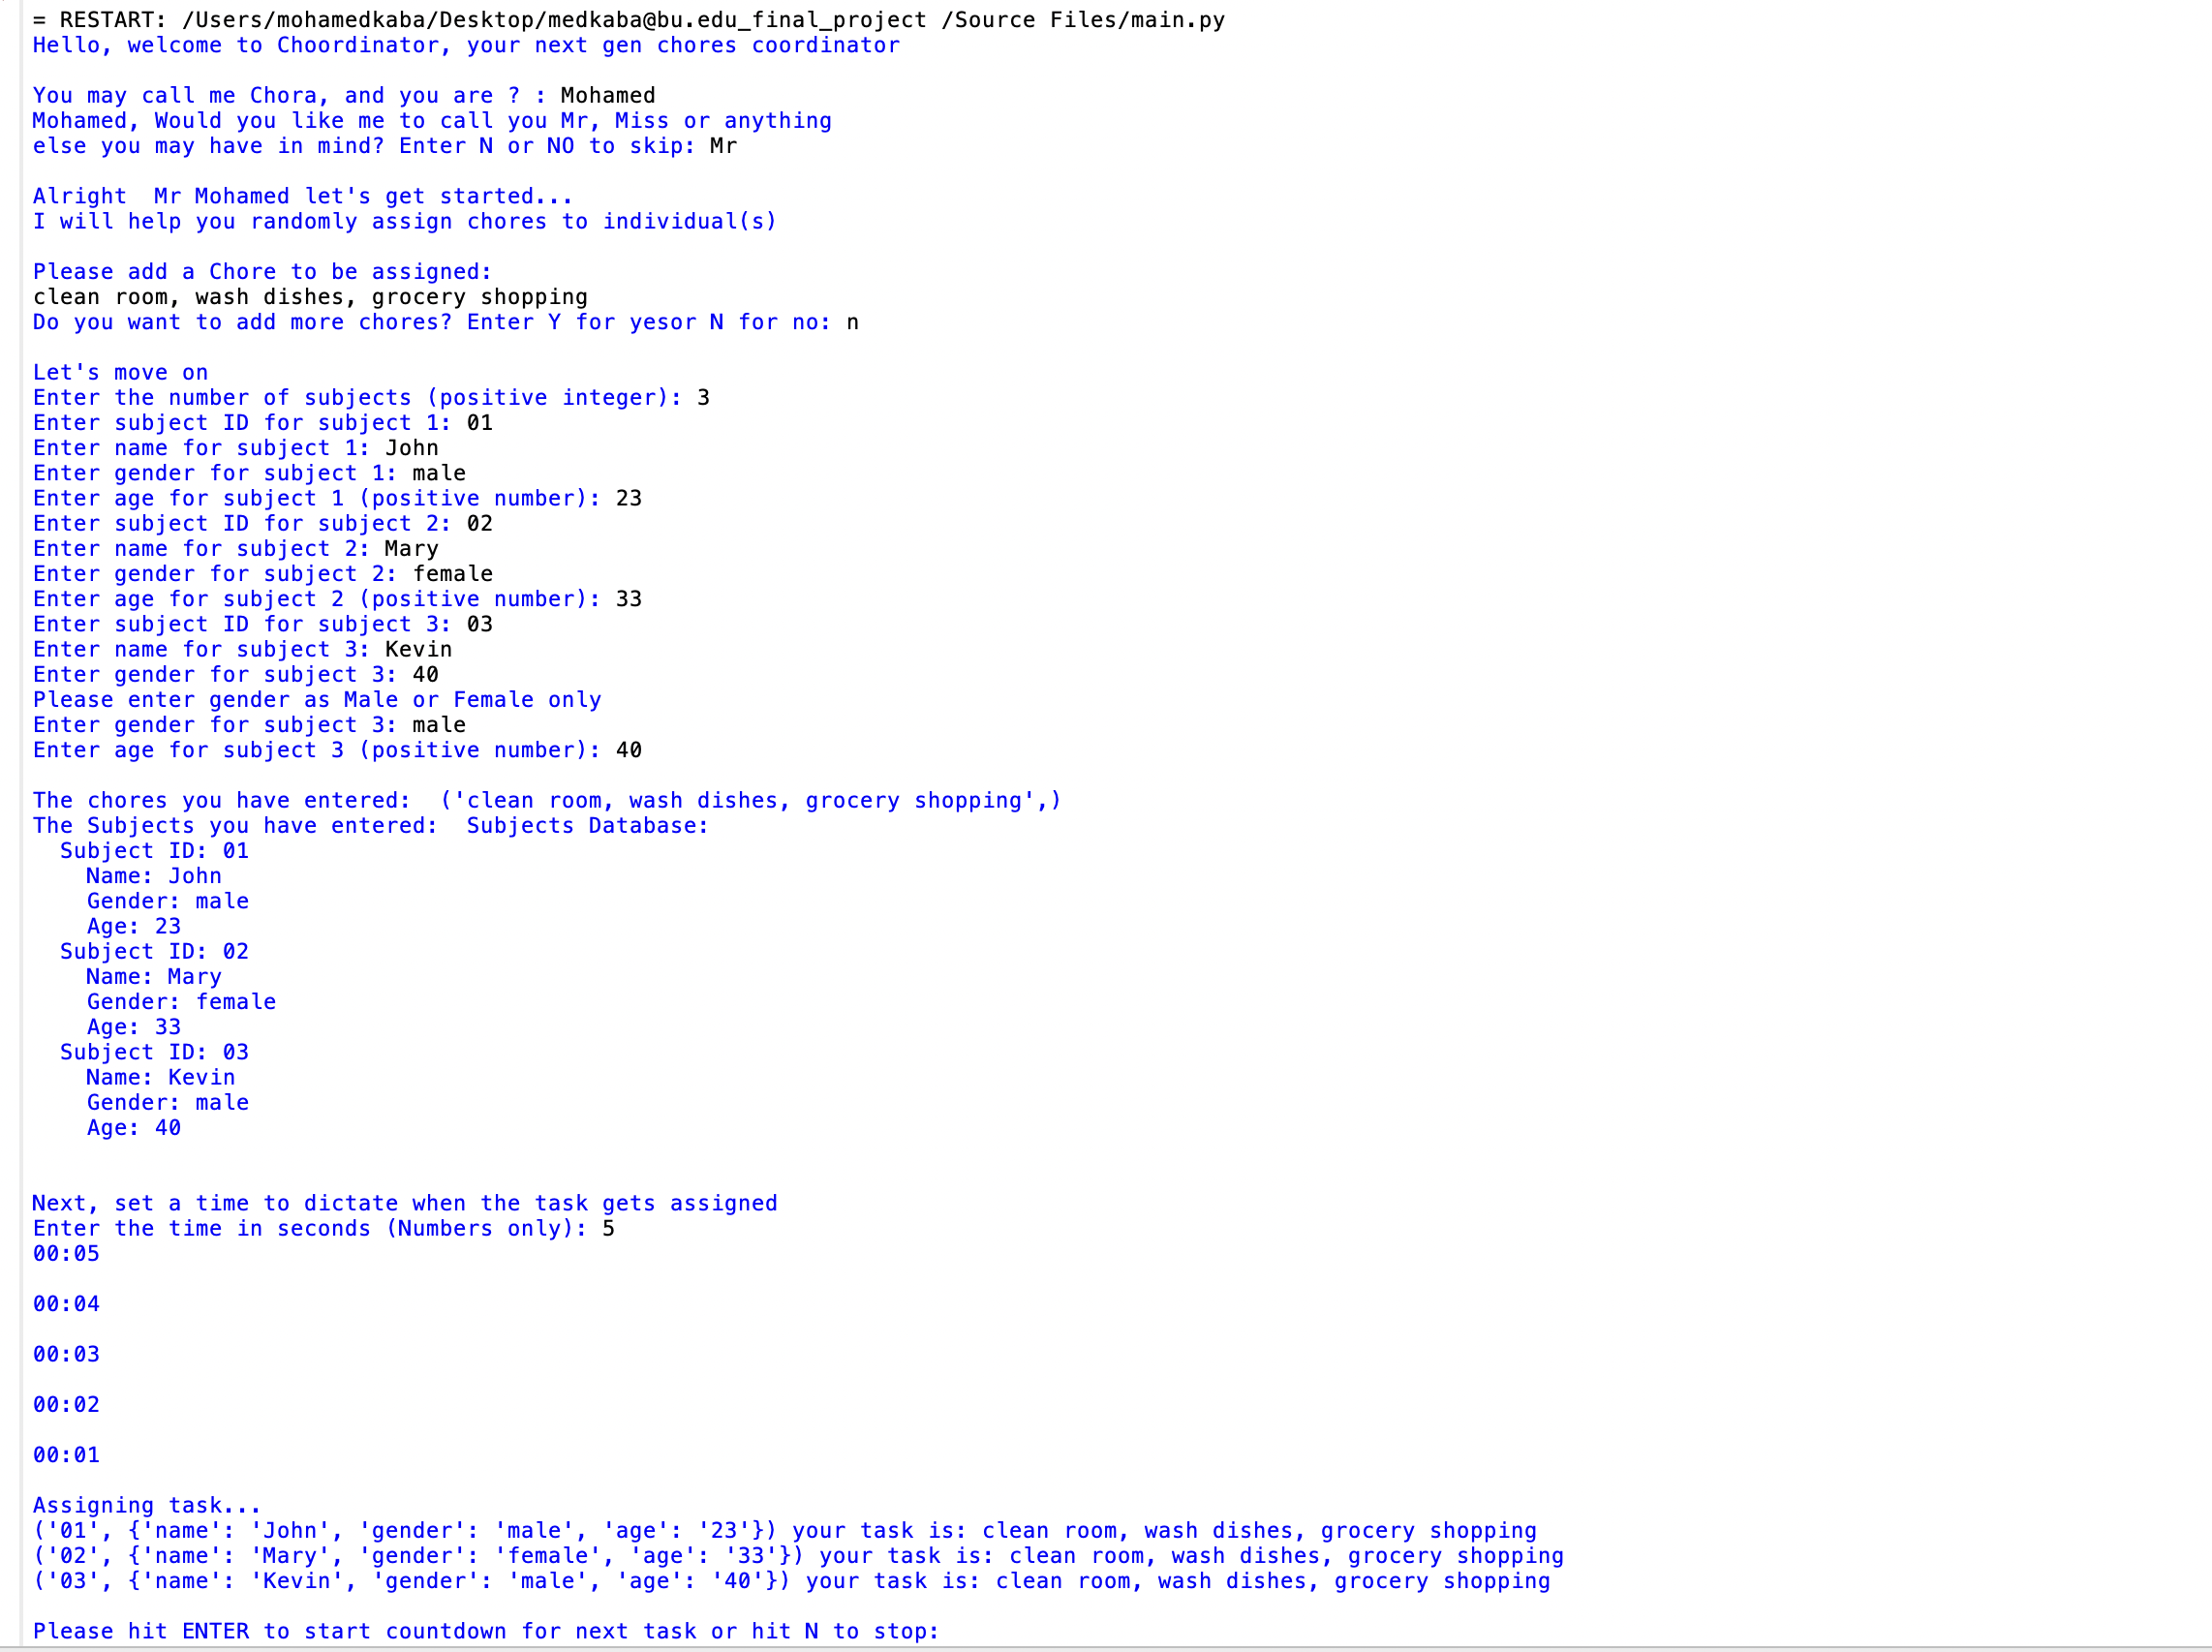 = RESTART: /Users/mohamedkaba/Desktop/medkaba@bu.edu_final_project /Source Files/main.py
Hello, welcome to Choordinator, your next gen chores coordinator
You may call me Chora, and you are ? : Mohamed
Mohamed, Would you like me to call you Mr, Miss or anything
else you may have in mind? Enter N or NO to skip: Mr
Alright  Mr Mohamed let's get started...
I will help you randomly assign chores to individual(s)
Please add a Chore to be assigned:
clean room, wash dishes, grocery shopping
Do you want to add more chores? Enter Y for yesor N for no: n
Let's move on
Enter the number of subjects (positive integer): 3
Enter subject ID for subject 1: 01
Enter name for subject 1: John
Enter gender for subject 1: male
Enter age for subject 1 (positive number): 23
Enter subject ID for subject 2: 02
Enter name for subject 2: Mary
Enter gender for subject 2: female
Enter age for subject 2 (positive number): 33
Enter subject ID for subject 3: 03
Enter name for subject 3: Kevin
Enter gender for subject 3: 40
Please enter gender as Male or Female only
Enter gender for subject 3: male
Enter age for subject 3 (positive number): 40
The chores you have entered:  ('clean room, wash dishes, grocery shopping',)
The Subjects you have entered:  Subjects Database:
  Subject ID: 01
    Name: John
    Gender: male
    Age: 23
  Subject ID: 02
    Name: Mary
    Gender: female
    Age: 33
  Subject ID: 03
    Name: Kevin
    Gender: male
    Age: 40
Next, set a time to dictate when the task gets assigned
Enter the time in seconds (Numbers only): 5
00:05
00:04
00:03
00:02
00:01
Assigning task...
('01', {'name': 'John', 'gender': 'male', 'age': '23'}) your task is: clean room, wash dishes, grocery shopping
('02', {'name': 'Mary', 'gender': 'female', 'age': '33'}) your task is: clean room, wash dishes, grocery shopping
('03', {'name': 'Kevin', 'gender': 'male', 'age': '40'}) your task is: clean room, wash dishes, grocery shopping
Please hit ENTER to start countdown for next task or hit N to stop: